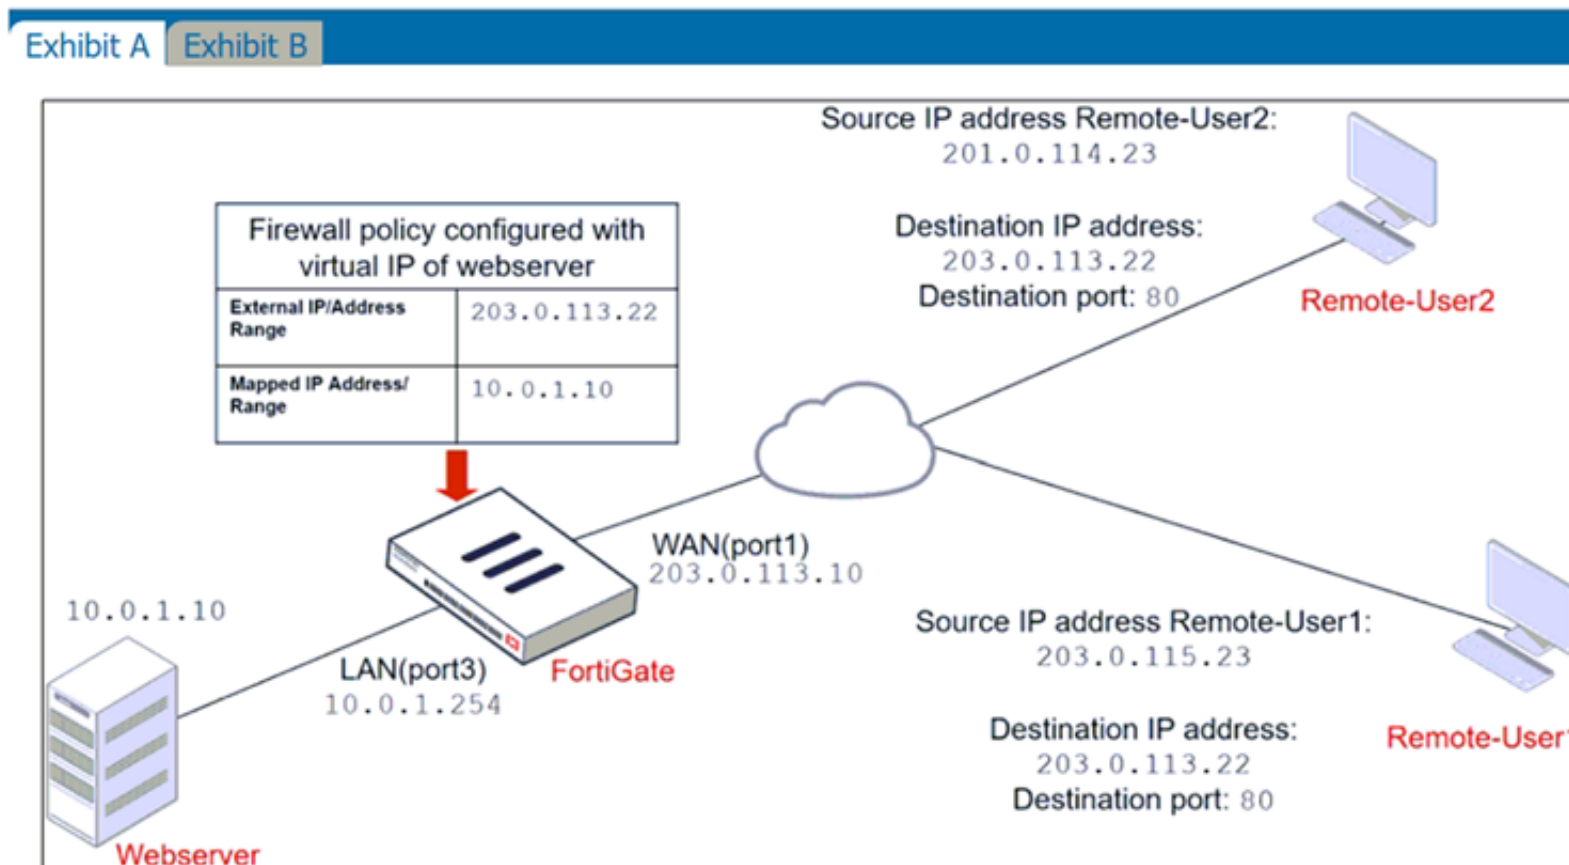 Exhibit A
Exhibit B
Source IP address Remote-User2:
201.0.114.23
Destination IP address:
203.0.113.22
Destination port: 80
Remote-User2
Firewall policy configured with
virtual IP of webserver
External IP/Address
Range
203.0.113.22
Mapped IP Address/
Range
10.0.1.10
WAN(port1)
203.0.113.10
10.0.1.10
LAN(port3)
10.0.1.254
FortiGate
Webserver
Source IP address Remote-User1:
203.0.115.23
Destination IP address:
203.0.113.22
Destination port: 80
Remote-User1